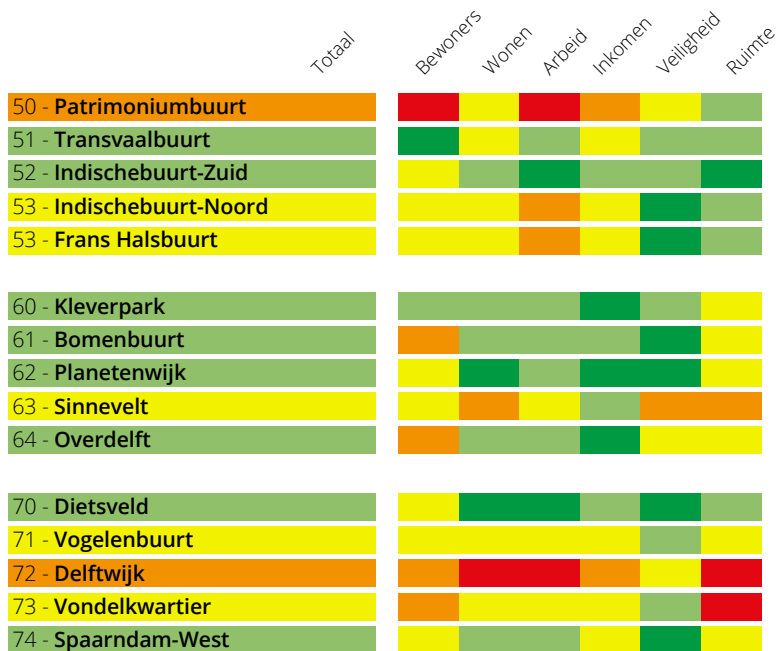 Totaal Bewoners Wonen Arbeid Inkomen Veiligheid Ruimte
50 - Patrimoniumbuurt
51 - Transvaalbuurt
52 - Indischebuurt-Zuid
53 - Indischebuurt-Noord
53 - Frans Halsbuurt
60 - Kleverpark
61 - Bomenbuurt
62 - Planetenwijk
63 - Sinnevelt
64 - Overdelft
70 - Dietsveld
71 - Vogelenbuurt
72 - Delftwijk
73 - Vondelkwartier
74 - Spaarndam-West